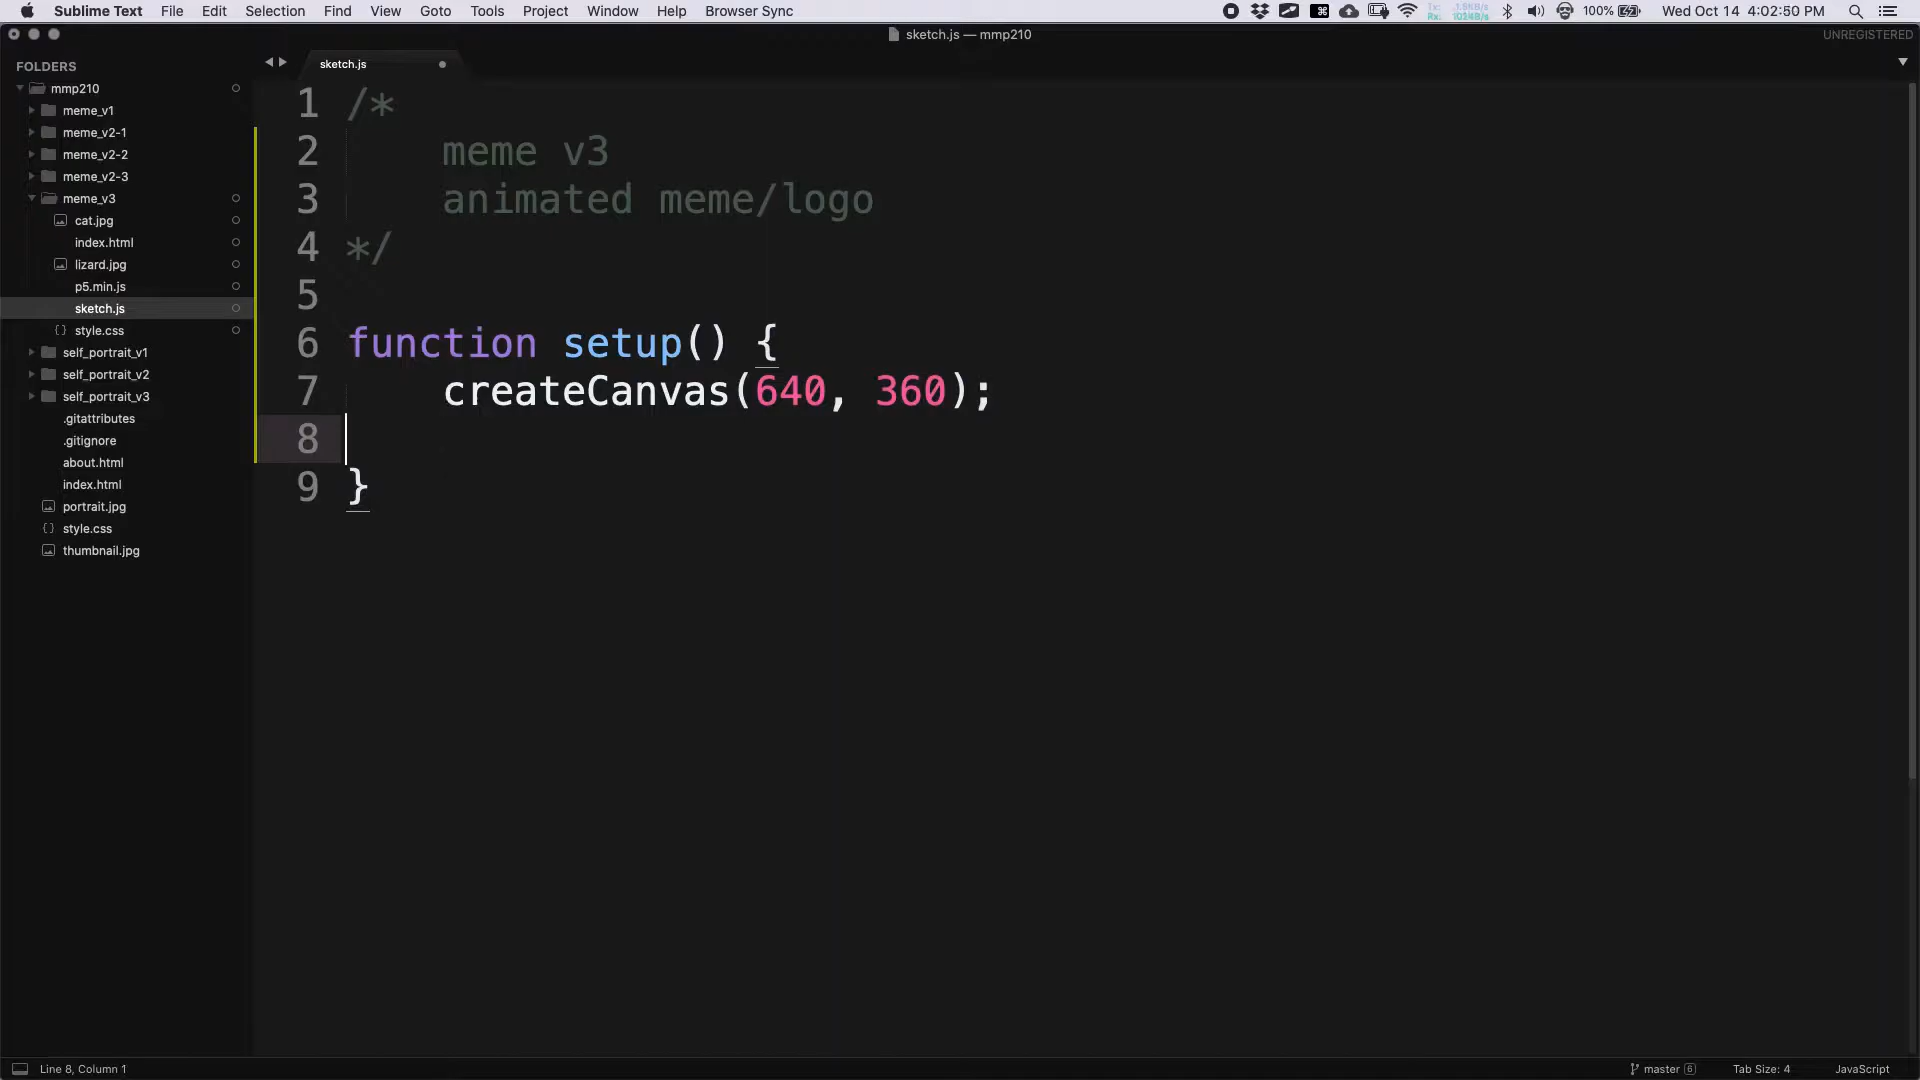 Sublime Text File Edit Selection Find View Goto Tools Project Window Help Browser Sync 100% Wed Oct 14 4:02:50 PM
sketch.js — mmp210 UNREGISTERED
FOLDERS
mmp210
meme_v1
meme_v2-1
meme_v2-2
meme_v2-3
meme_v3
cat.jpg
index.html
lizard.jpg
p5.min.js
sketch.js
style.css
self_portrait_v1
self_portrait_v2
self_portrait_v3
.gitattributes
.gitignore
about.html
index.html
portrait.jpg
style.css
thumbnail.jpg
sketch.js
1 /*
2 meme v3
3 animated meme/logo
4 */
5
6 function setup() {
7 createCanvas(640, 360);
8
9 }
Line 8, Column 1 master 6 Tab Size: 4 JavaScript